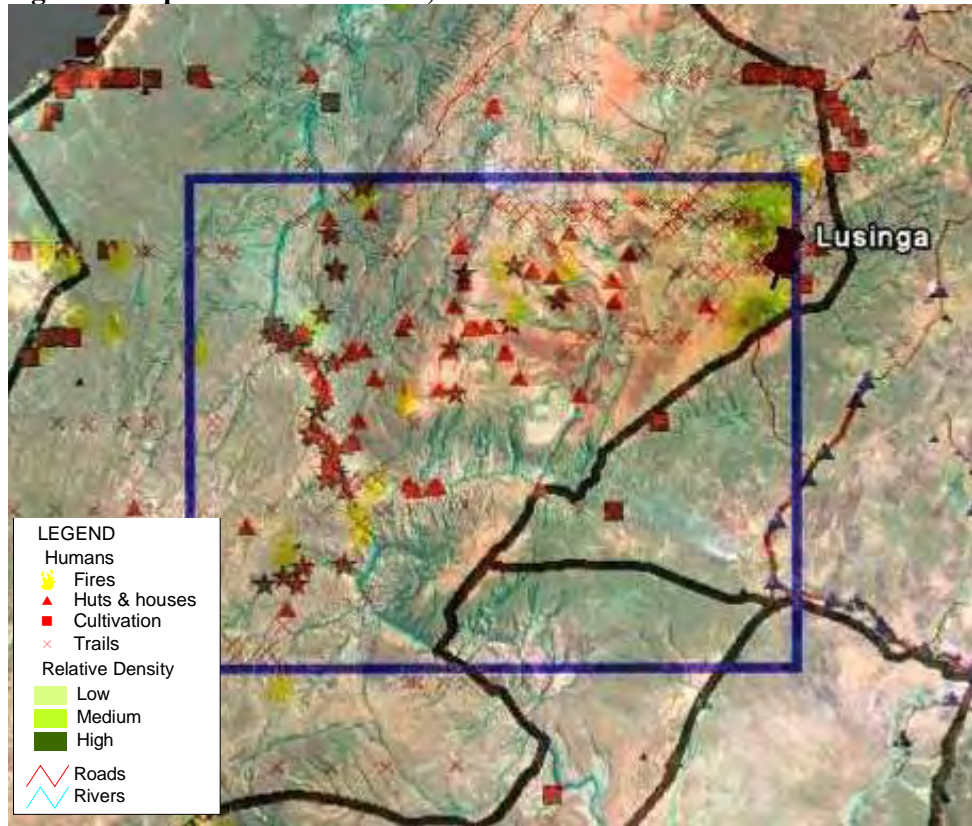 Lusinga
LEGEND
Humans
Fires
Huts & houses
Cultivation
Trails
Relative Density
Low
Medium
High
Roads
Rivers